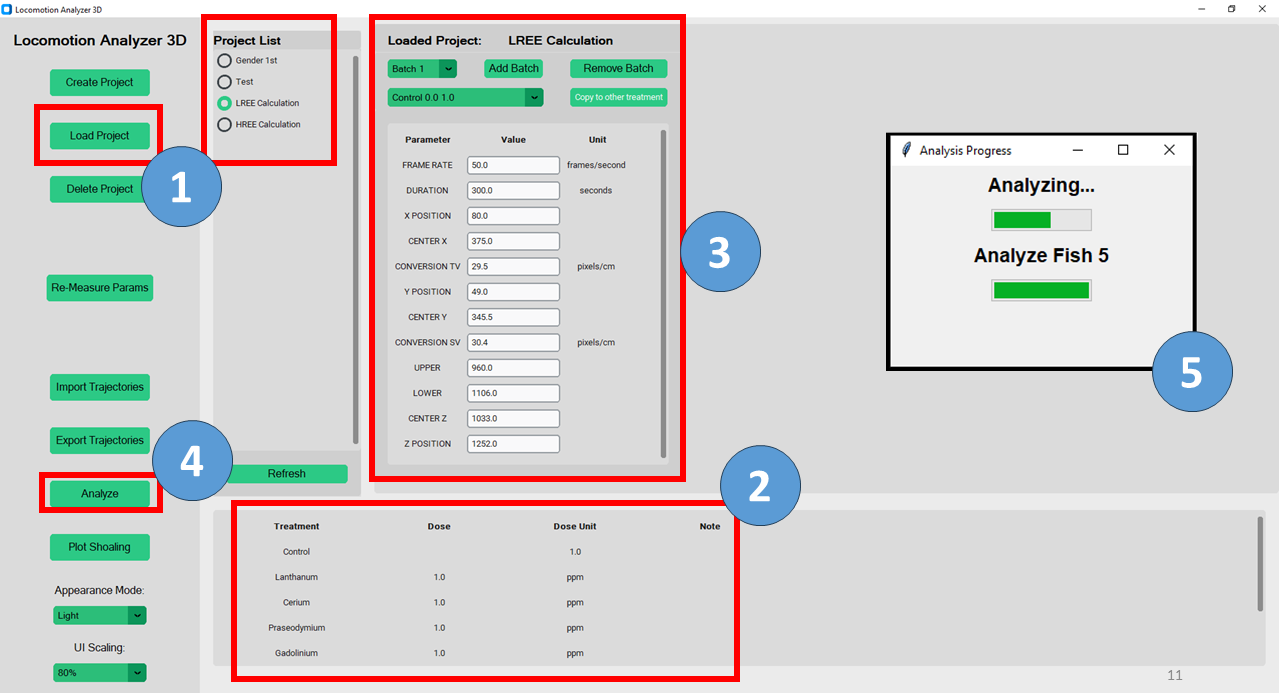 Locomotion Analyzer 3D
Locomotion Analyzer 3D
Create Project
Load Project
1
Delete Project
Re-Measure Params
Import Trajectories
Export Trajectories
4
Analyze
Plot Shoaling
Appearance Mode:
Light
UI Scaling:
80%
Project List
Gender 1st
Test
LREE Calculation
HREE Calculation
Refresh
Loaded Project: LREE Calculation
Batch 1 Add Batch Remove Batch
Control 0.0 1.0 Copy to other treatment
Parameter Value Unit
FRAME RATE 50.0 frames/second
DURATION 300.0 seconds
X POSITION 80.0
CENTER X 375.0
CONVERSION TV 29.5 pixels/cm
Y POSITION 49.0
CENTER Y 345.5
CONVERSION SV 30.4 pixels/cm
UPPER 960.0
LOWER 1106.0
CENTER Z 1033.0
Z POSITION 1252.0
3
Analysis Progress
Analyzing...
Analyze Fish 5
5
2
Treatment Dose Dose Unit Note
Control 1.0
Lanthanum 1.0 ppm
Cerium 1.0 ppm
Praseodymium 1.0 ppm
Gadolinium 1.0 ppm
11